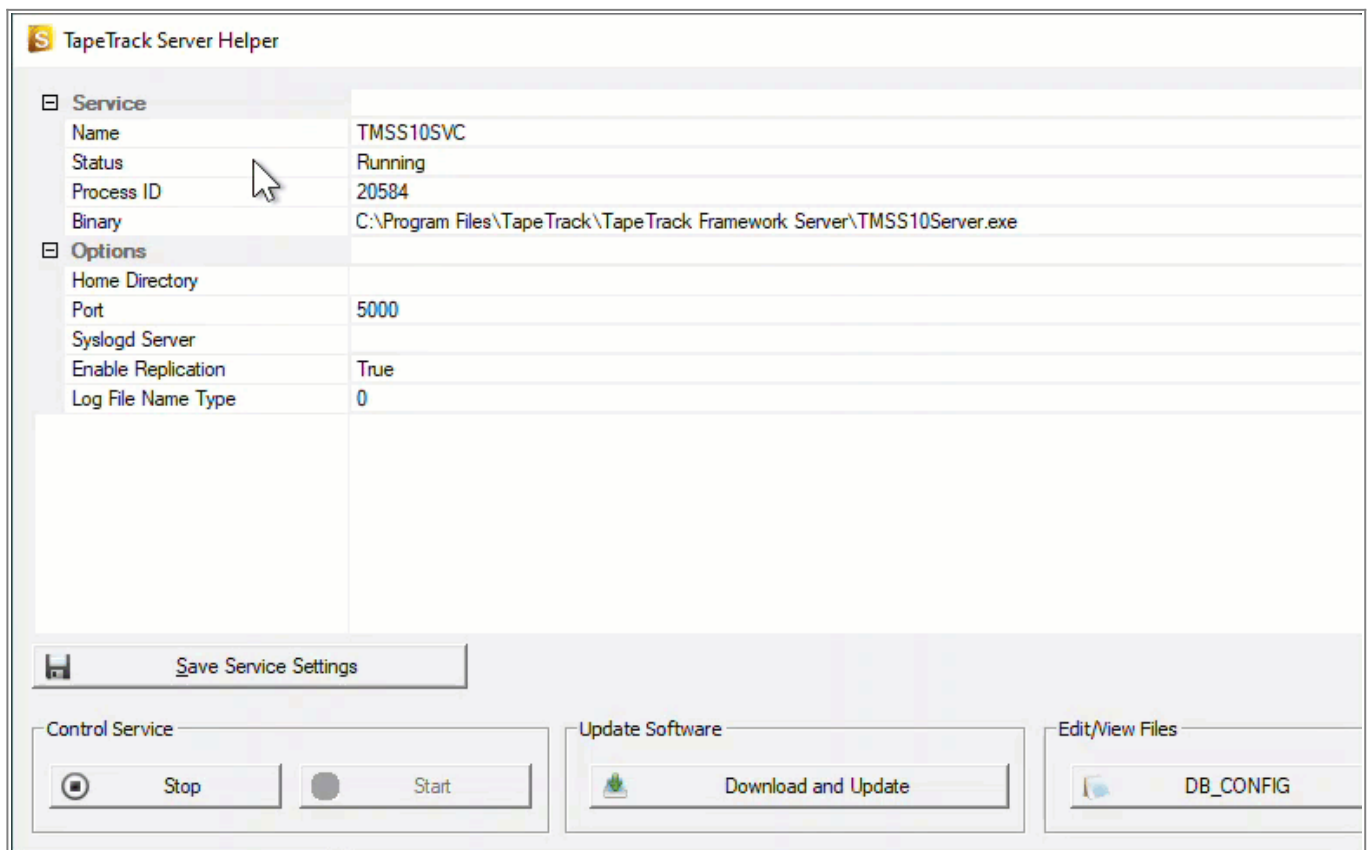 TapeTrack Server Helper
Service
Name TMSS10SVC
Status Running
Process ID 20584
Binary C:\Program Files\TapeTrack\TapeTrack Framework Server\TMSS10Server.exe
Options
Home Directory
Port 5000
Syslogd Server
Enable Replication True
Log File Name Type 0
Save Service Settings
Control Service Update Software Edit/View Files
Stop Start Download and Update DB_CONFIG